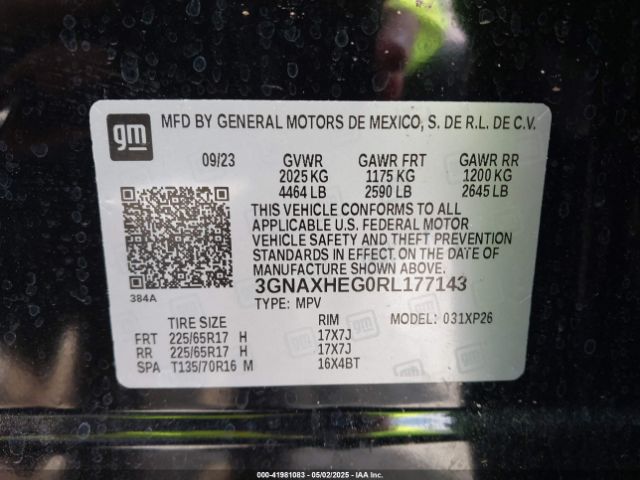 gm
MFD BY GENERAL MOTORS DE MEXICO, S. DE R.L. DE C.V.
09/23 GVWR GAWR FRT GAWR RR
2025 KG 1175 KG 1200 KG
4464 LB 2590 LB 2645 LB
THIS VEHICLE CONFORMS TO ALL
APPLICABLE U.S. FEDERAL MOTOR
VEHICLE SAFETY AND THEFT PREVENTION
STANDARDS IN EFFECT ON THE DATE OF
MANUFACTURE SHOWN ABOVE.
384A
3GNAXHEG0RL177143
TYPE: MPV
TIRE SIZE RIM MODEL: 031XP26
FRT 225/65R17 H 17X7J
RR 225/65R17 H 17X7J
SPA T135/70R16 M 16X4BT
000-41981083 - 05/02/2025 - IAA Inc.